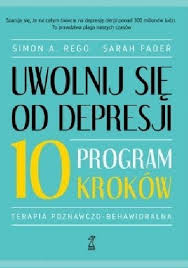 Szacuje się, że na całym świecie na depresję cierpi ponad 300 milionów ludzi.
To prawdziwa plaga naszych czasów
SIMON A. REGO SARAH FADER
UWOLNIJ SIĘ
OD DEPRESJI
10 PROGRAM
KROKÓW
TERAPIA POZNAWCZO-BEHAWIORALNA